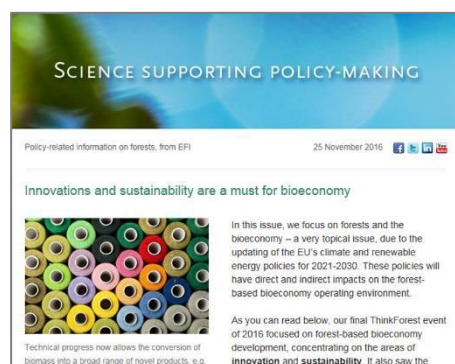 SCIENCE SUPPORTING POLICY-MAKING
Policy-related information on forests, from EFI
25 November 2016
Innovations and sustainability are a must for bioeconomy
In this issue, we focus on forests and the
bioeconomy – a very topical issue, due to the
updating of the EU's climate and renewable
energy policies for 2021-2030. These policies will
have direct and indirect impacts on the forest-
based bioeconomy operating environment.
As you can read below, our final ThinkForest event
of 2016 focused on forest-based bioeconomy
development, concentrating on the areas of
innovation and sustainability. It also saw the
Technical progress now allows the conversion of
biomass into a broad range of novel products, e.g.